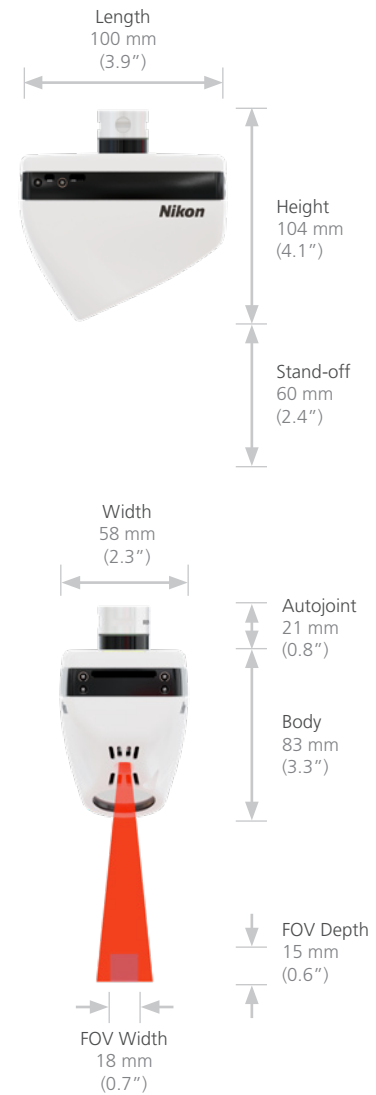 Length
100 mm
(3.9”)
Nikon
Height
104 mm
(4.1”)
Stand-off
60 mm
(2.4”)
Width
58 mm
(2.3”)
Autojoint
21 mm
(0.8”)
Body
83 mm
(3.3”)
FOV Depth
15 mm
(0.6”)
FOV Width
18 mm
(0.7”)